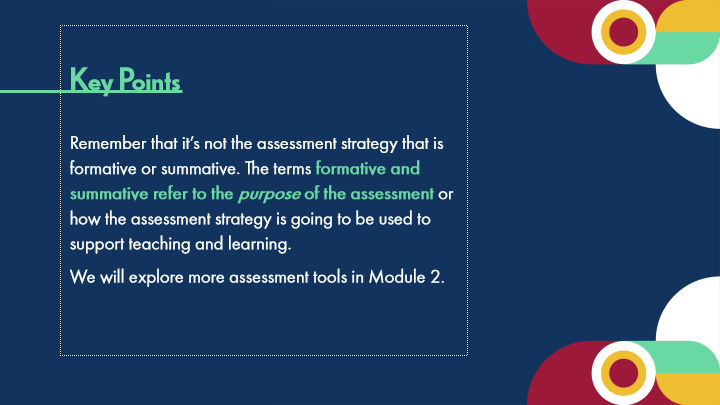 Key Points
Remember that it's not the assessment strategy that is
formative or summative. The terms formative and
summative refer to the purpose of the assessment or
how the assessment strategy is going to be used to
support teaching and learning.
We will explore more assessment tools in Module 2.